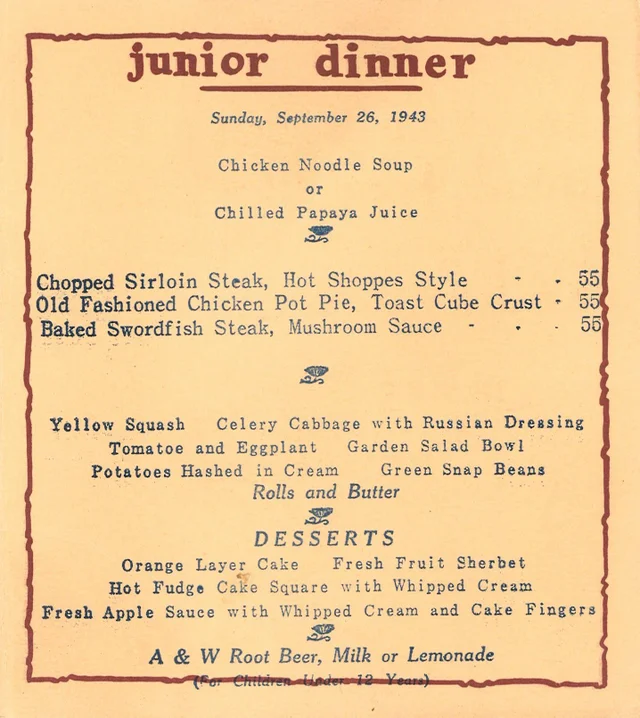 junior dinner
Sunday, September 26, 1943
Chicken Noodle Soup
or
Chilled Papaya Juice
Chopped Sirloin Steak, Hot Shoppes Style - . 55
Old Fashioned Chicken Pot Pie, Toast Cube Crust - 55
Baked Swordfish Steak, Mushroom Sauce - . . 55
Yellow Squash Celery Cabbage with Russian Dressing
Tomatoe and Eggplant Garden Salad Bowl
Potatoes Hashed in Cream Green Snap Beans
Rolls and Butter
DESSERTS
Orange Layer Cake Fresh Fruit Sherbet
Hot Fudge Cake Square with Whipped Cream
Fresh Apple Sauce with Whipped Cream and Cake Fingers
A & W Root Beer, Milk or Lemonade
(For Children Under 12 Years)